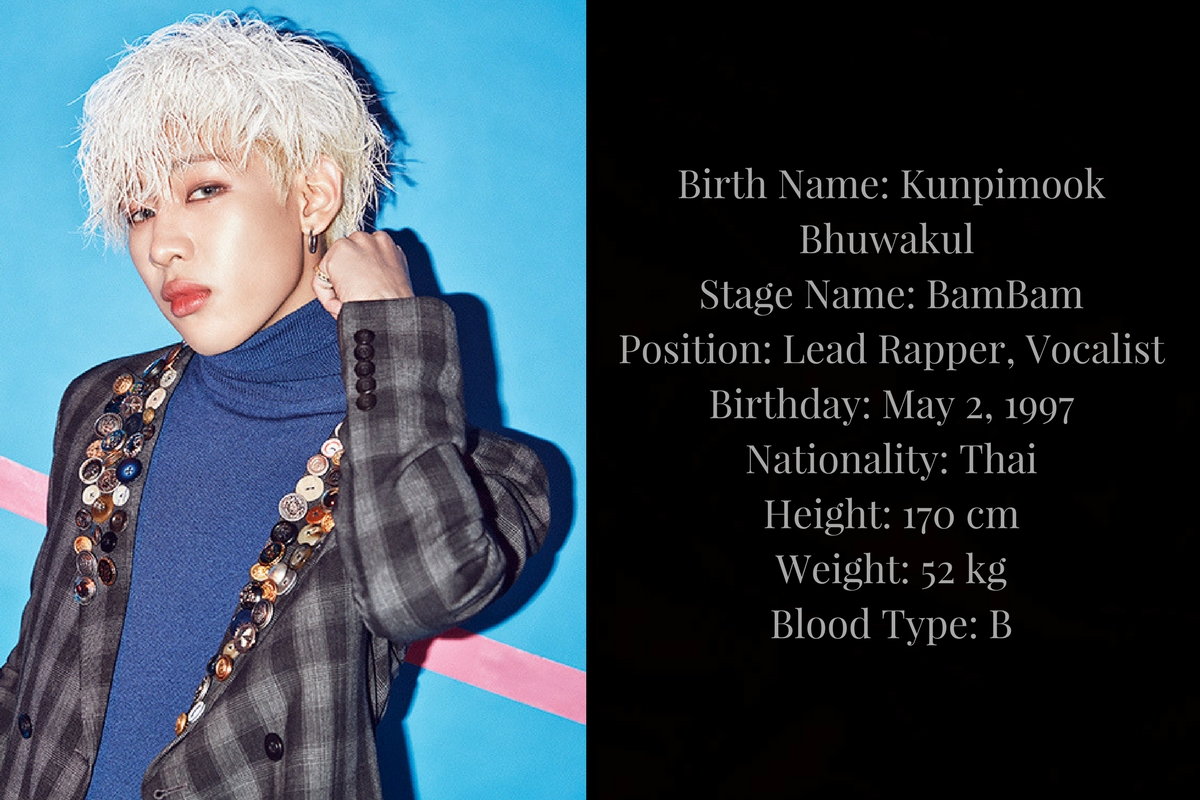 Birth Name: Kunpimook
Bhuwakul
Stage Name: BamBam
Position: Lead Rapper, Vocalist
Birthday: May 2, 1997
Nationality: Thai
Height: 170 cm
Weight: 52 kg
Blood Type: B